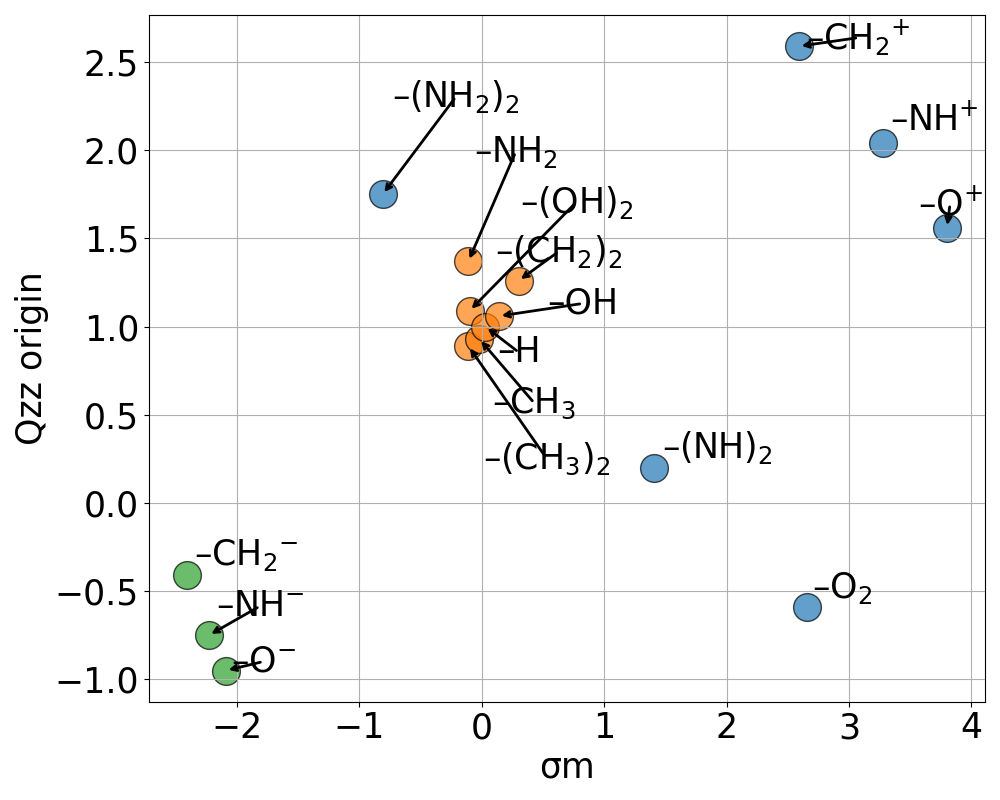 –CH₂⁺
–(NH₂)₂
–NH⁺
–NH₂
–(OH)₂
–O⁺
–(CH₂)₂
–OH
–H
–CH₃
–(NH)₂
–(CH₃)₂
–CH₂⁻
–O₂
–NH⁻
–O⁻
2.5
2.0
1.5
1.0
0.5
0.0
−0.5
−1.0
Qzz origin
−2 −1 0 1 2 3 4
σm